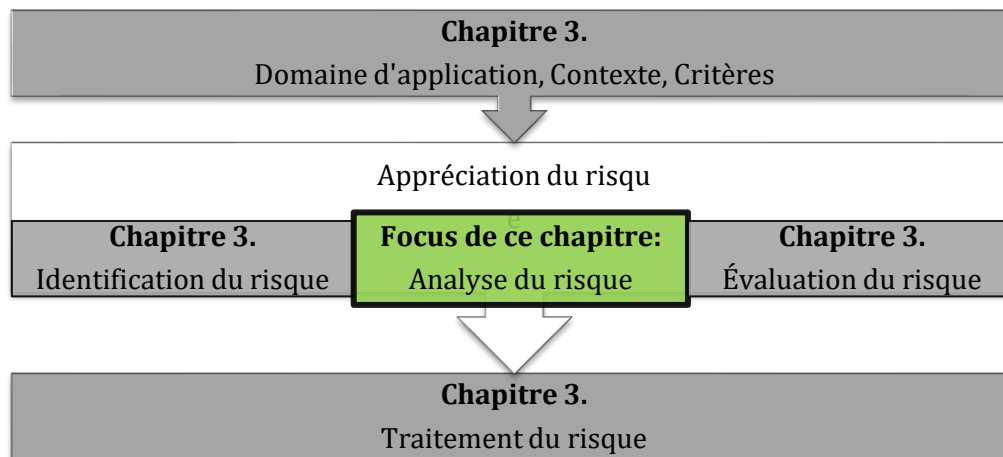 Chapitre 3.
Domaine d'application, Contexte, Critères
Appréciation du risqu
e
Chapitre 3.
Identification du risque
Focus de ce chapitre:
Analyse du risque
Chapitre 3.
Évaluation du risque
Chapitre 3.
Traitement du risque